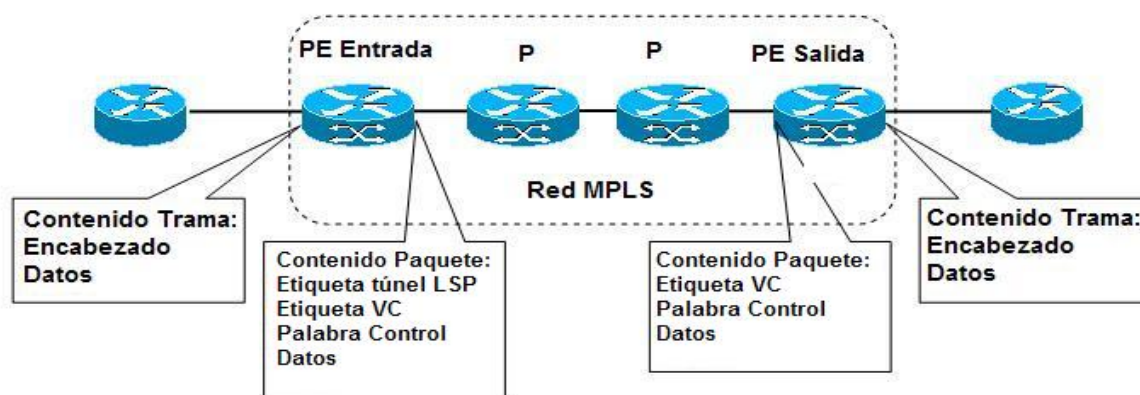 PE Entrada
P
P
PE Salida
Red MPLS
Contenido Trama:
Encabezado
Datos
Contenido Paquete:
Etiqueta túnel LSP
Etiqueta VC
Palabra Control
Datos
Contenido Paquete:
Etiqueta VC
Palabra Control
Datos
Contenido Trama:
Encabezado
Datos